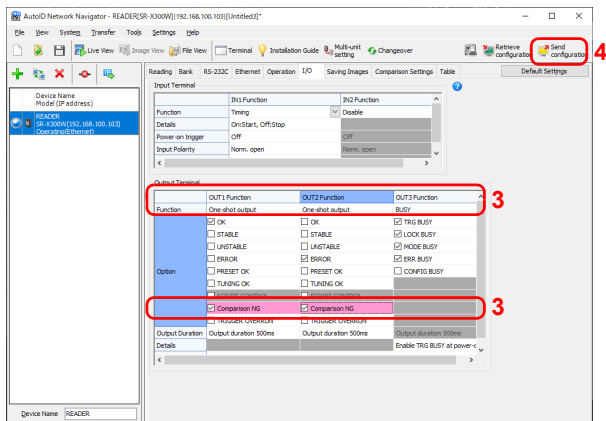 AutoID Network Navigator - READER[SR-X300W](192.168.100.103)[Untitled3]*
File View System Transfer Tools Settings Help
Live View Image View File View Terminal Installation Guide Multi-unit setting Changeover Retrieve configuration Send configuration 4
Reading Bank RS-232C Ethernet Operation I/O Saving Images Comparison Settings Table Default Settings
Device Name
Model (IP address)
READER
SR-X300W(192.168.100.103)
Operating(Ethernet)
Input Terminal
IN1 Function IN2 Function
Function Timing Disable
Details On:Start, Off:Stop
Power-on trigger Off Off
Input Polarity Norm. open Norm. open
Output Terminal
OUT1 Function OUT2 Function OUT3 Function
Function One-shot output One-shot output BUSY 3
OK OK TRG BUSY
STABLE STABLE LOCK BUSY
UNSTABLE UNSTABLE MODE BUSY
ERROR ERROR ERR BUSY
Option PRESET OK PRESET OK CONFIG BUSY
TUNING OK TUNING OK
SCRIPT CONTROL SCRIPT CONTROL
Comparison NG Comparison NG 3
TRIGGER OVERRUN TRIGGER OVERRUN
Output Duration Output duration 500ms Output duration 500ms Output duration 500ms
Details Enable TRG BUSY at power-o
Device Name READER